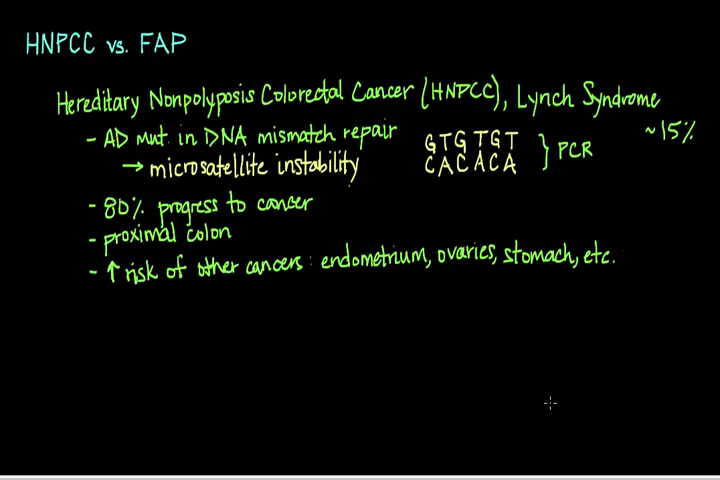 HNPCC vs. FAP
Hereditary Nonpolyposis Colorectal Cancer (HNPCC), Lynch Syndrome
~15%
- AD Mut. in DNA mismatch repair
→ microsatellite instability
GTGTGT
CACACA
} PCR
- 80% progress to cancer
- proximal colon
- ↑ risk of other cancers: endometrium, ovaries, stomach, etc.